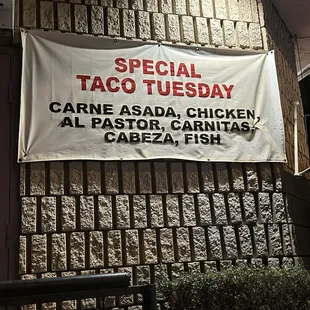 SPECIAL
TACO TUESDAY
CARNE ASADA, CHICKEN,
AL PASTOR, CARNITAS,
CABEZA, FISH